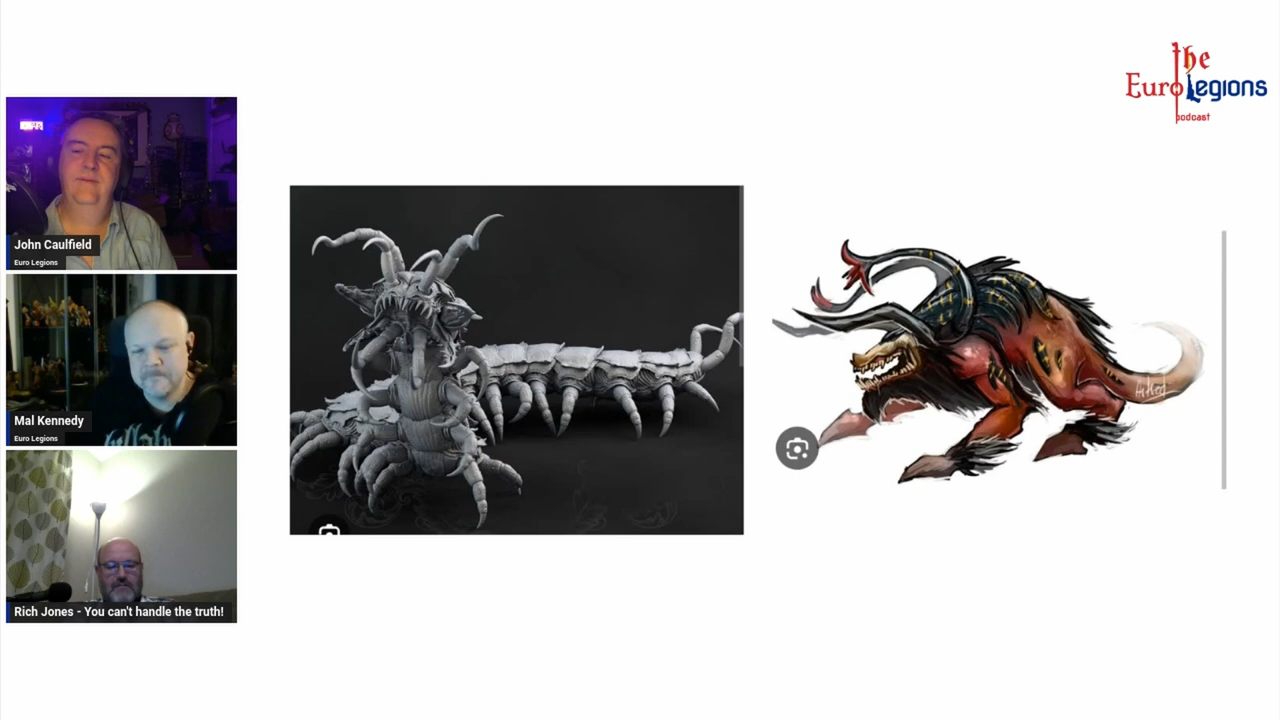 the
Euro Legions
podcast
John Caulfield
Euro Legions
Mal Kennedy
Euro Legions
Rich Jones - You can't handle the truth!